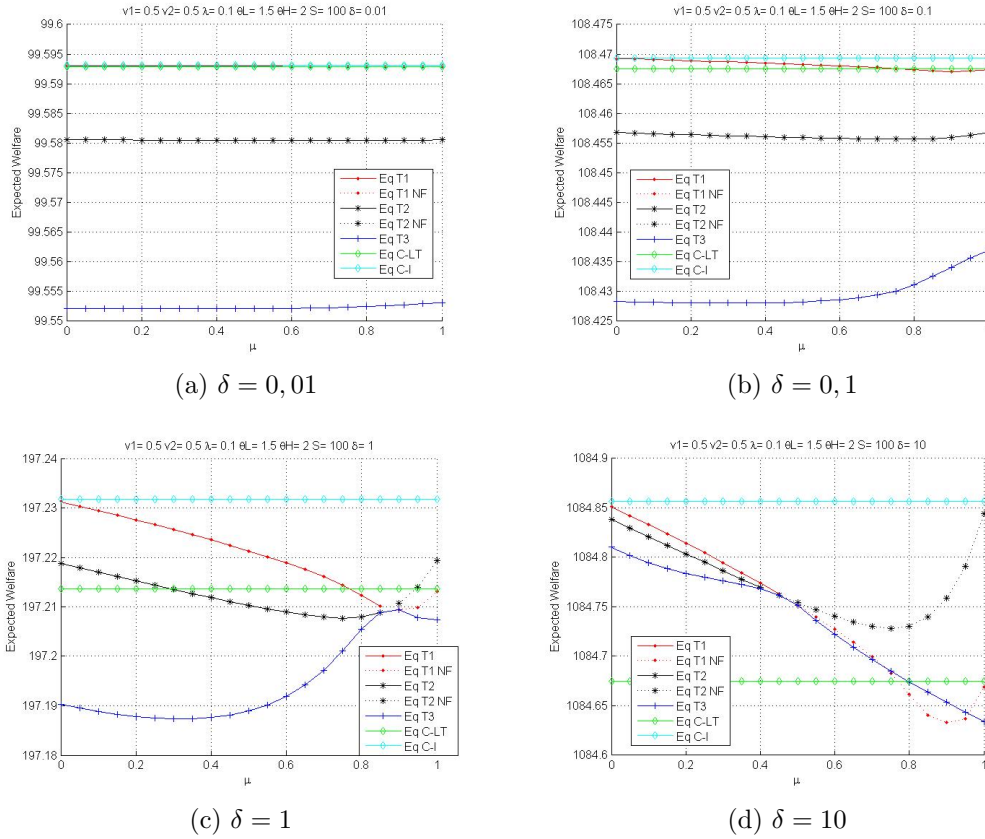 v1= 0.5 v2= 0.5 λ= 0.1 θL= 1.5 θH= 2 S= 100 δ= 0.01
99.6
99.595
99.59
99.585
99.58
99.575
99.57
99.565
99.56
99.555
99.55
Expected Welfare
0 0.2 0.4 0.6 0.8 1
μ
Eq T1
Eq T1 NF
Eq T2
Eq T2 NF
Eq T3
Eq C-LT
Eq C-I
(a) δ = 0,01
v1= 0.5 v2= 0.5 λ= 0.1 θL= 1.5 θH= 2 S= 100 δ= 0.1
108.475
108.47
108.465
108.46
108.455
108.45
108.445
108.44
108.435
108.43
108.425
Expected Welfare
0 0.2 0.4 0.6 0.8
μ
Eq T1
Eq T1 NF
Eq T2
Eq T2 NF
Eq T3
Eq C-LT
Eq C-I
(b) δ = 0,1
v1= 0.5 v2= 0.5 λ= 0.1 θL= 1.5 θH= 2 S= 100 δ= 1
197.24
197.23
197.22
197.21
197.2
197.19
197.18
Expected Welfare
0 0.2 0.4 0.6 0.8 1
μ
Eq T1
Eq T1 NF
Eq T2
Eq T2 NF
Eq T3
Eq C-LT
Eq C-I
(c) δ = 1
v1= 0.5 v2= 0.5 λ= 0.1 θL= 1.5 θH= 2 S= 100 δ= 10
1084.9
1084.85
1084.8
1084.75
1084.7
1084.65
1084.6
Expected Welfare
0 0.2 0.4 0.6 0.8 1
μ
Eq T1
Eq T1 NF
Eq T2
Eq T2 NF
Eq T3
Eq C-LT
Eq C-I
(d) δ = 10